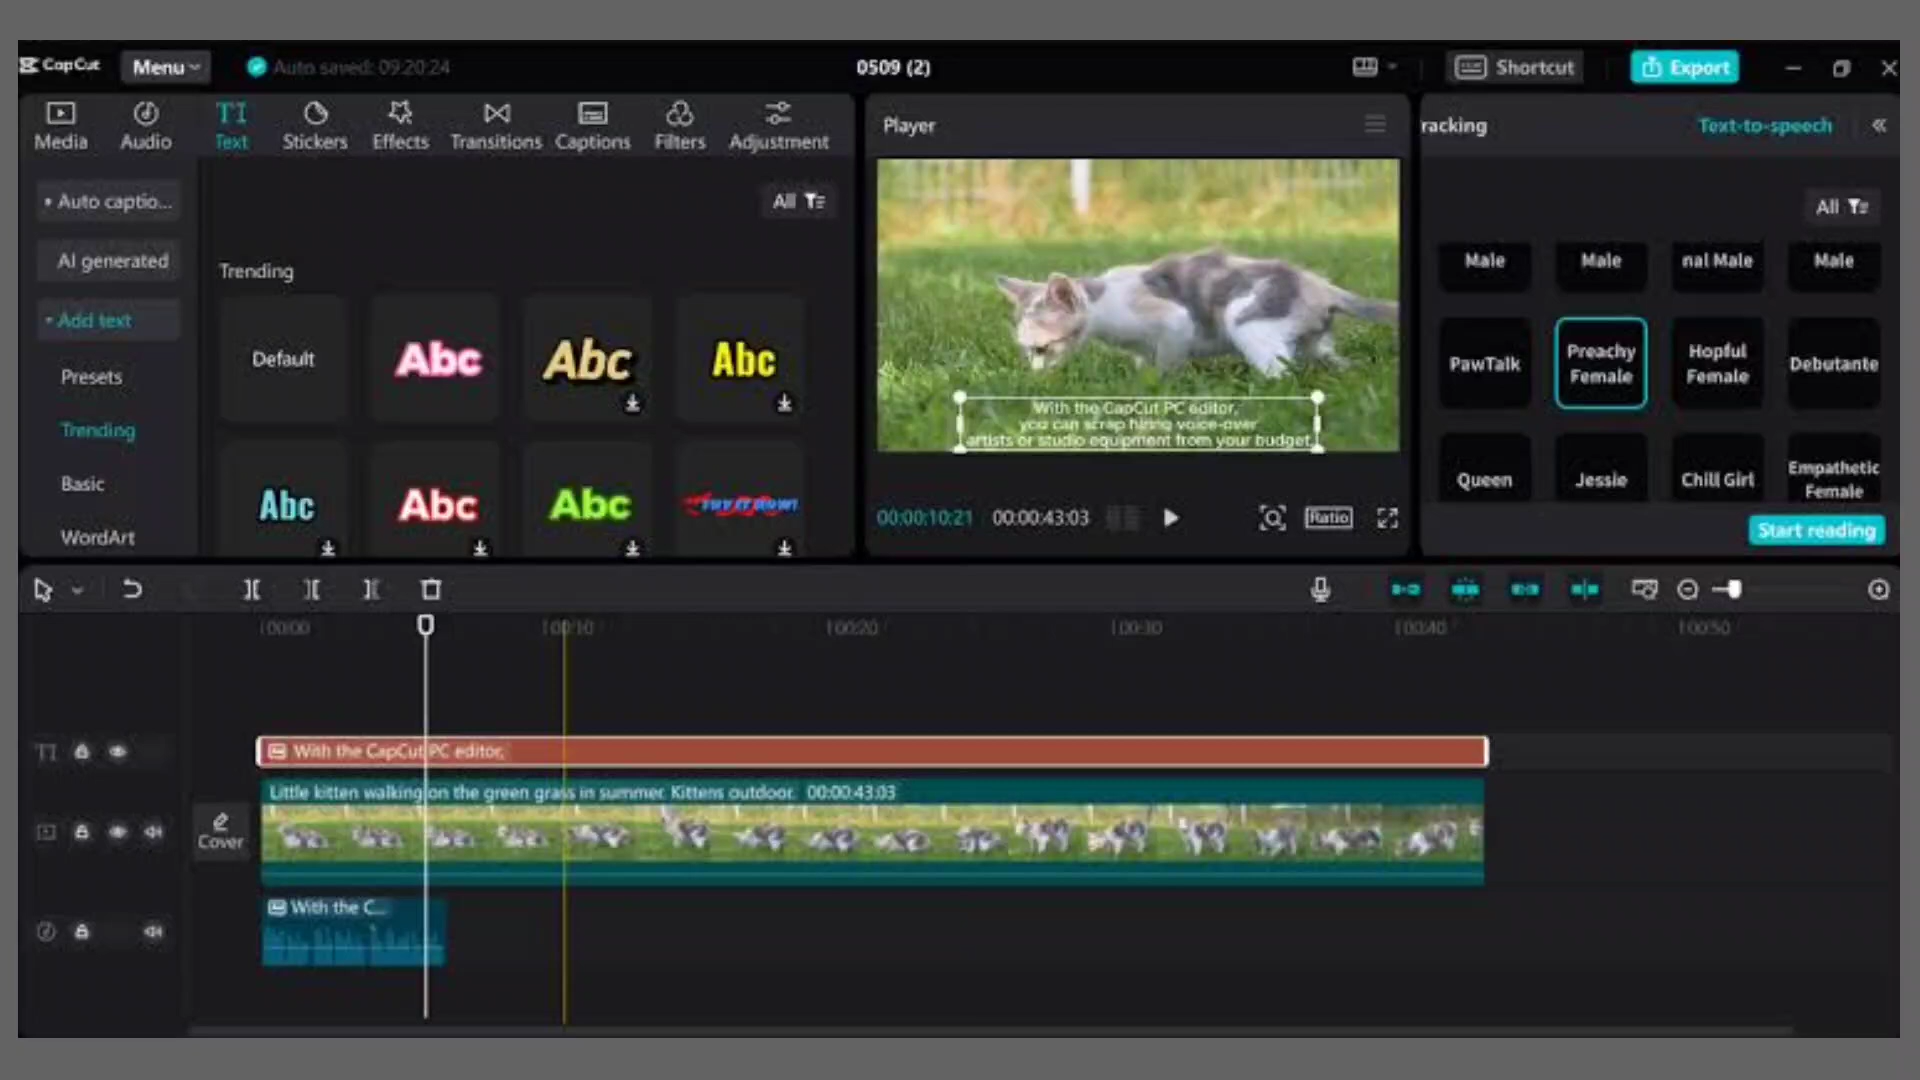 CapCut
Menu
Auto saved: 09:20:24
0509 (2)
Shortcut
Export
Media
Audio
TI
Text
Stickers
Effects
Transitions
Captions
Filters
Adjustment
Auto captio...
AI generated
Add text
Presets
Trending
Basic
WordArt
All
Trending
Default
Abc
Abc
Abc
Abc
Abc
Abc
Player
With the CapCut PC editor,
you can scrap hiring voice-over
artists or studio equipment from your budget.
00:00:10:21
00:00:43:03
Ratio
racking
Text-to-speech
All
Male
Male
nal Male
Male
PawTalk
Preachy
Female
Hopful
Female
Debutante
Queen
Jessie
Chill Girl
Empathetic
Female
Start reading
00:00
00:10
00:20
00:30
00:40
00:50
TI
With the CapCut PC editor,
Little kitten walking on the green grass in summer. Kittens outdoor. 00:00:43:03
Cover
With the C...